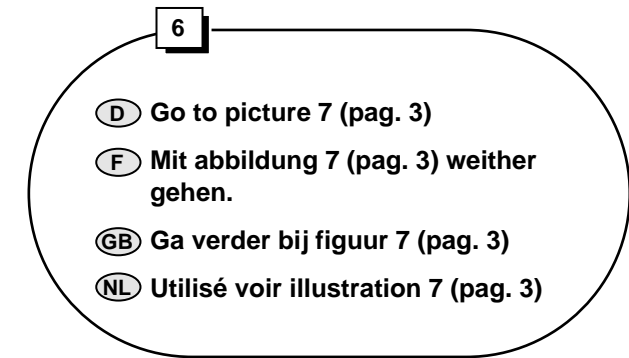 6
D Go to picture 7 (pag. 3)
F Mit abbildung 7 (pag. 3) weither
gehen.
GB Ga verder bij figuur 7 (pag. 3)
NL Utilisé voir illustration 7 (pag. 3)